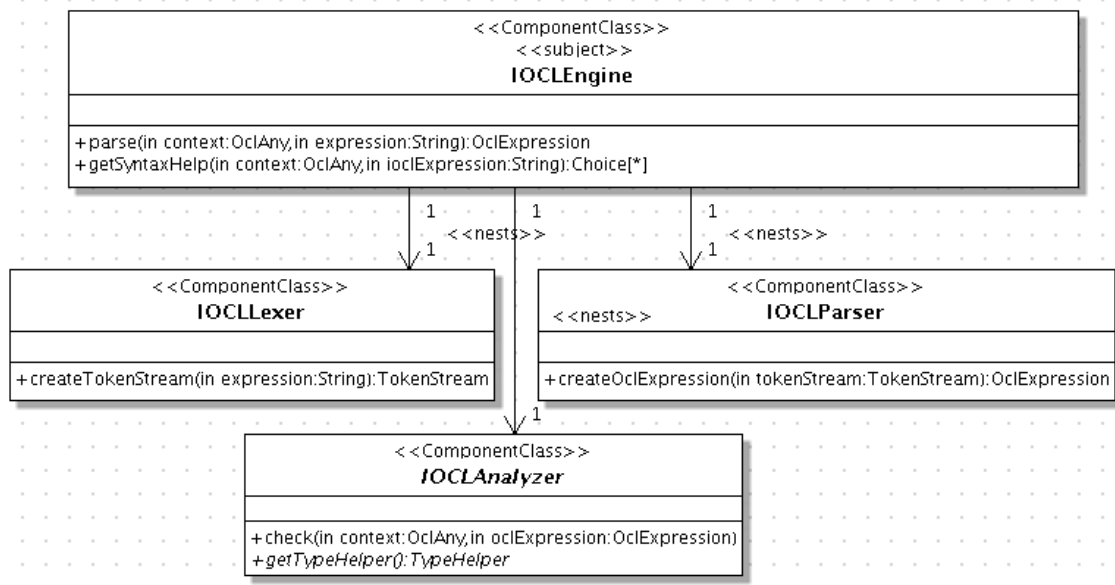 <<ComponentClass>>
<<subject>>
IOCLEngine
+parse(in context:OclAny,in expression:String):OclExpression
+getSyntaxHelp(in context:OclAny,in ioclExpression:String):Choice[*]
1 1 1
<<nests>> <<nests>>
1 1
<<ComponentClass>>
IOCLLexer
+createTokenStream(in expression:String):TokenStream
<<ComponentClass>>
IOCLParser
<<nests>>
+createOclExpression(in tokenStream:TokenStream):OclExpression
1
<<ComponentClass>>
IOCLAnalyzer
+check(in context:OclAny,in oclExpression:OclExpression)
+getTypeHelper():TypeHelper